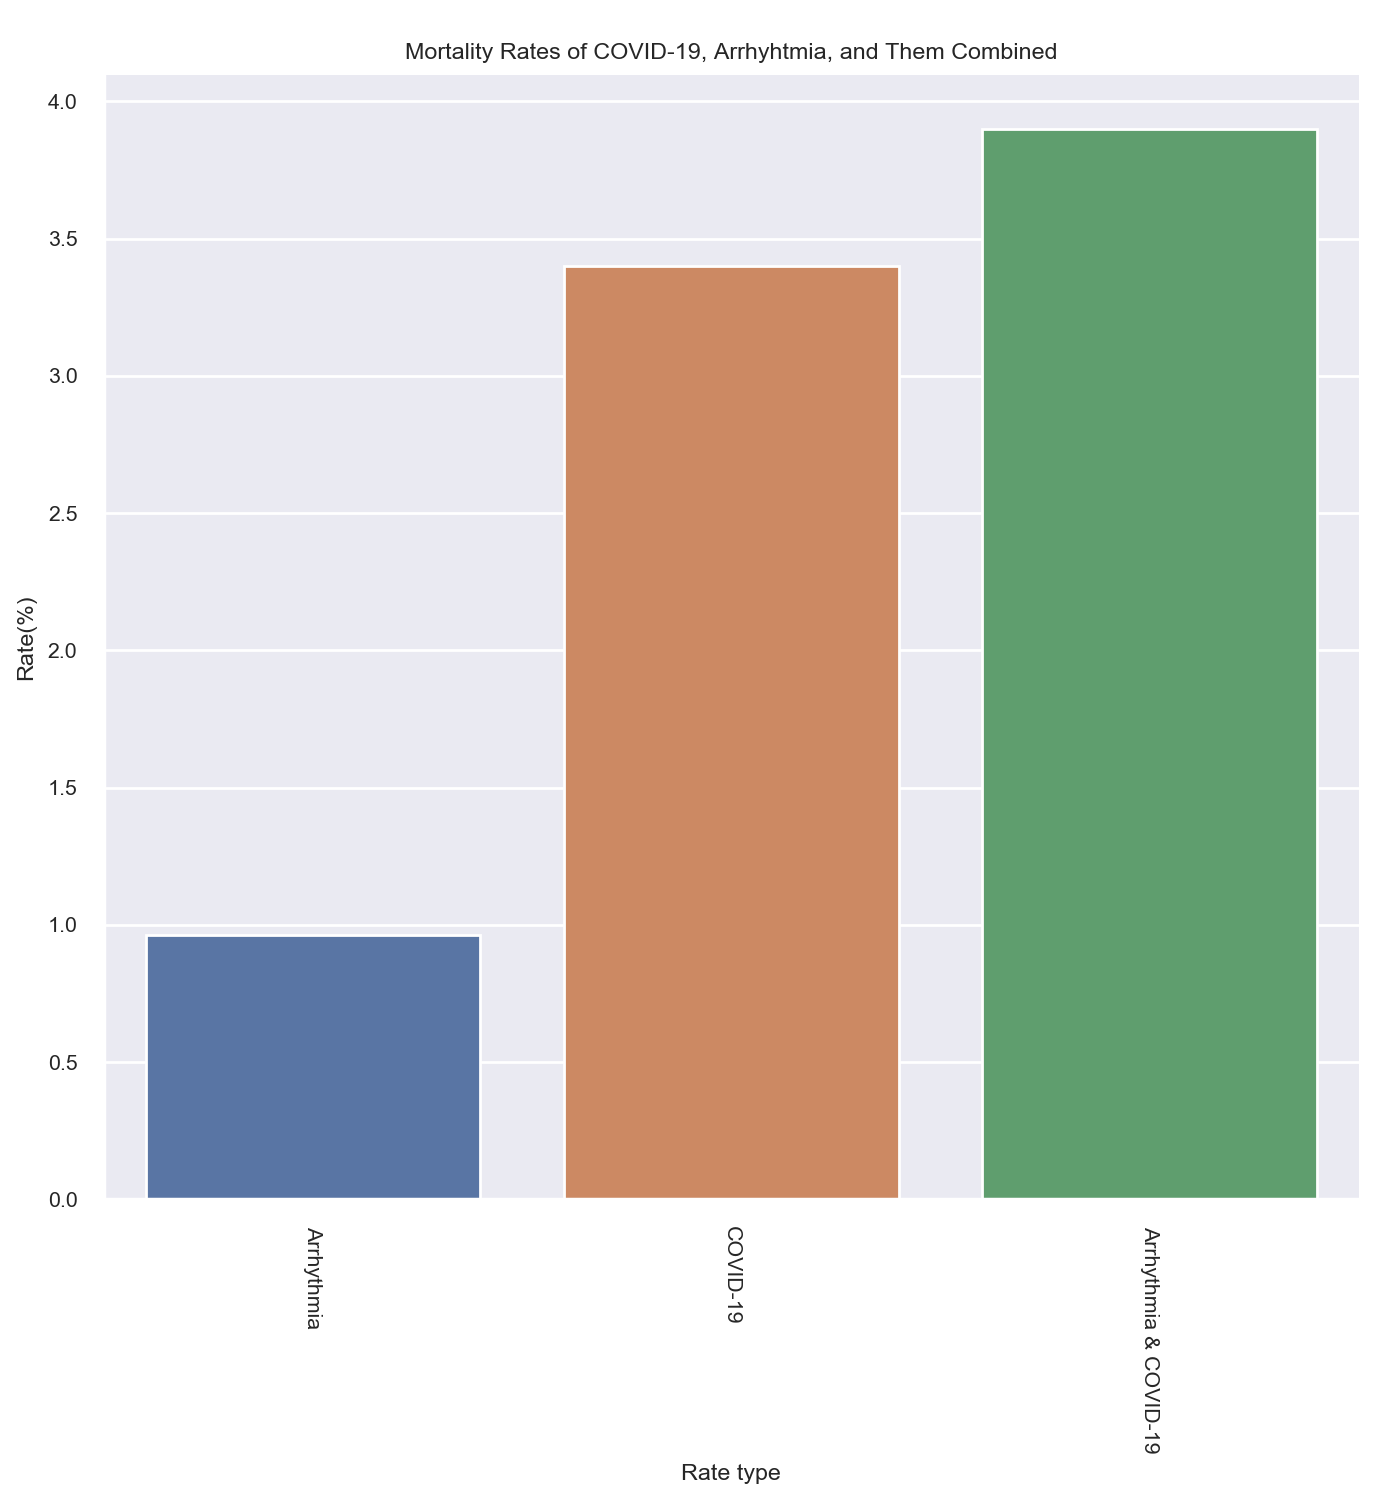 Mortality Rates of COVID-19, Arrhyhtmia, and Them Combined
4.0
3.5
3.0
2.5
2.0
1.5
1.0
0.5
0.0
Rate(%)
Arrhythmia
COVID-19
Arrhythmia & COVID-19
Rate type